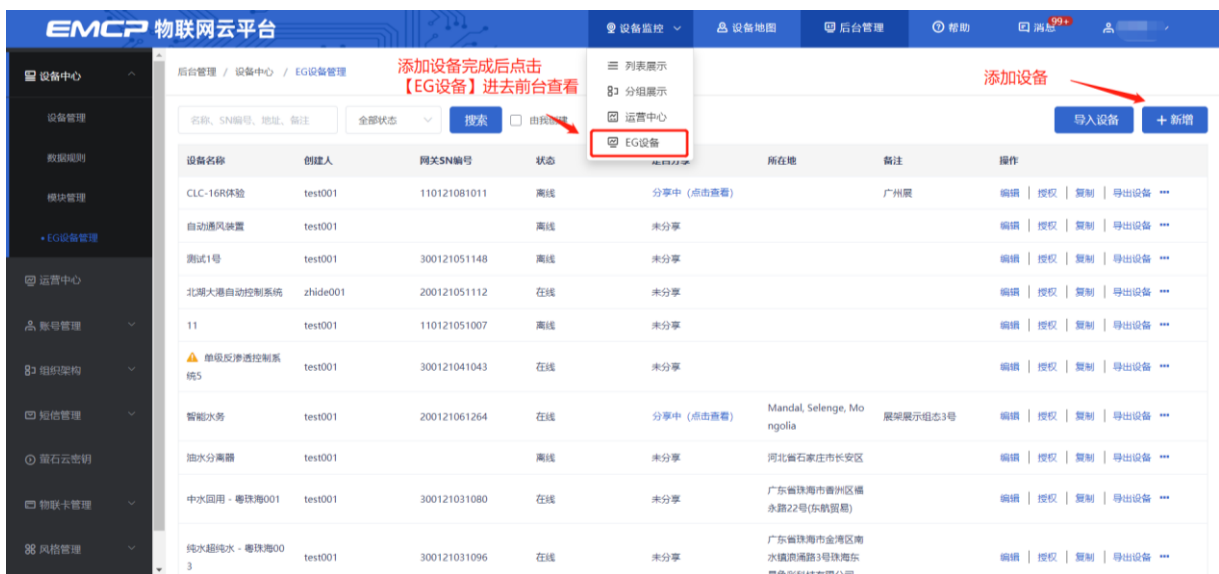 EMCP 物联网云平台
设备监控
设备地图
后台管理
帮助
消息
99+
设备中心
后台管理 / 设备中心 / EG设备管理
添加设备完成后点击
【EG设备】进去前台查看
列表展示
分组展示
运营中心
EG设备
添加设备
设备管理
数据规则
模块管理
• EG设备管理
运营中心
账号管理
组织架构
短信管理
萤石云密钥
物联卡管理
风格管理
名称、SN编号、地址、备注
全部状态
搜索
由我创建
导入设备
+ 新增
设备名称 创建人 网关SN编号 状态 是否分享 所在地 备注 操作
CLC-16R体验 test001 110121081011 离线 分享中 (点击查看) 广州展 编辑 | 授权 | 复制 | 导出设备 •••
自动通风装置 test001 离线 未分享 编辑 | 授权 | 复制 | 导出设备 •••
测试1号 test001 300121051148 离线 未分享 编辑 | 授权 | 复制 | 导出设备 •••
北湖大港自动控制系统 zhide001 200121051112 在线 未分享 编辑 | 授权 | 复制 | 导出设备 •••
11 test001 110121051007 离线 未分享 编辑 | 授权 | 复制 | 导出设备 •••
单级反渗透控制系
统5
test001 300121041043 在线 未分享 编辑 | 授权 | 复制 | 导出设备 •••
智能水务 test001 200121061264 在线 分享中 (点击查看)
Mandal, Selenge, Mo
ngolia
展架展示组态3号 编辑 | 授权 | 复制 | 导出设备 •••
油水分离器 test001 离线 未分享 河北省石家庄市长安区 编辑 | 授权 | 复制 | 导出设备 •••
中水回用 - 粤珠海001 test001 300121031080 在线 未分享
广东省珠海市香洲区福
永路22号(东航贸易)
编辑 | 授权 | 复制 | 导出设备 •••
纯水超纯水 - 粤珠海00
3
test001 300121031096 在线 未分享
广东省珠海市金湾区南
水镇浪涌路3号珠海东
编辑 | 授权 | 复制 | 导出设备 •••